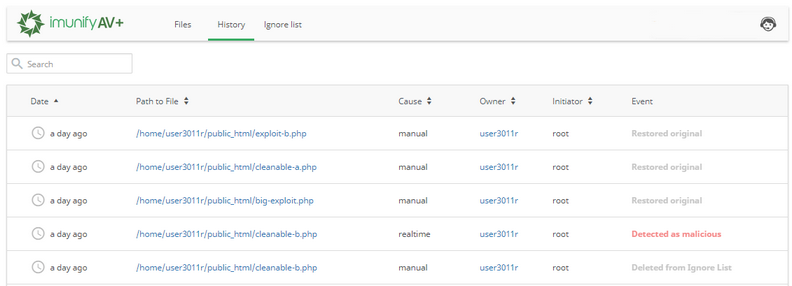 imunify AV+ Files History Ignore list
Search
Date Path to File Cause Owner Initiator Event
a day ago /home/user3011r/public_html/exploit-b.php manual user3011r root Restored original
a day ago /home/user3011r/public_html/cleanable-a.php manual user3011r root Restored original
a day ago /home/user3011r/public_html/big-exploit.php manual user3011r root Restored original
a day ago /home/user3011r/public_html/cleanable-b.php realtime user3011r root Detected as malicious
a day ago /home/user3011r/public_html/cleanable-b.php manual user3011r root Deleted from Ignore List